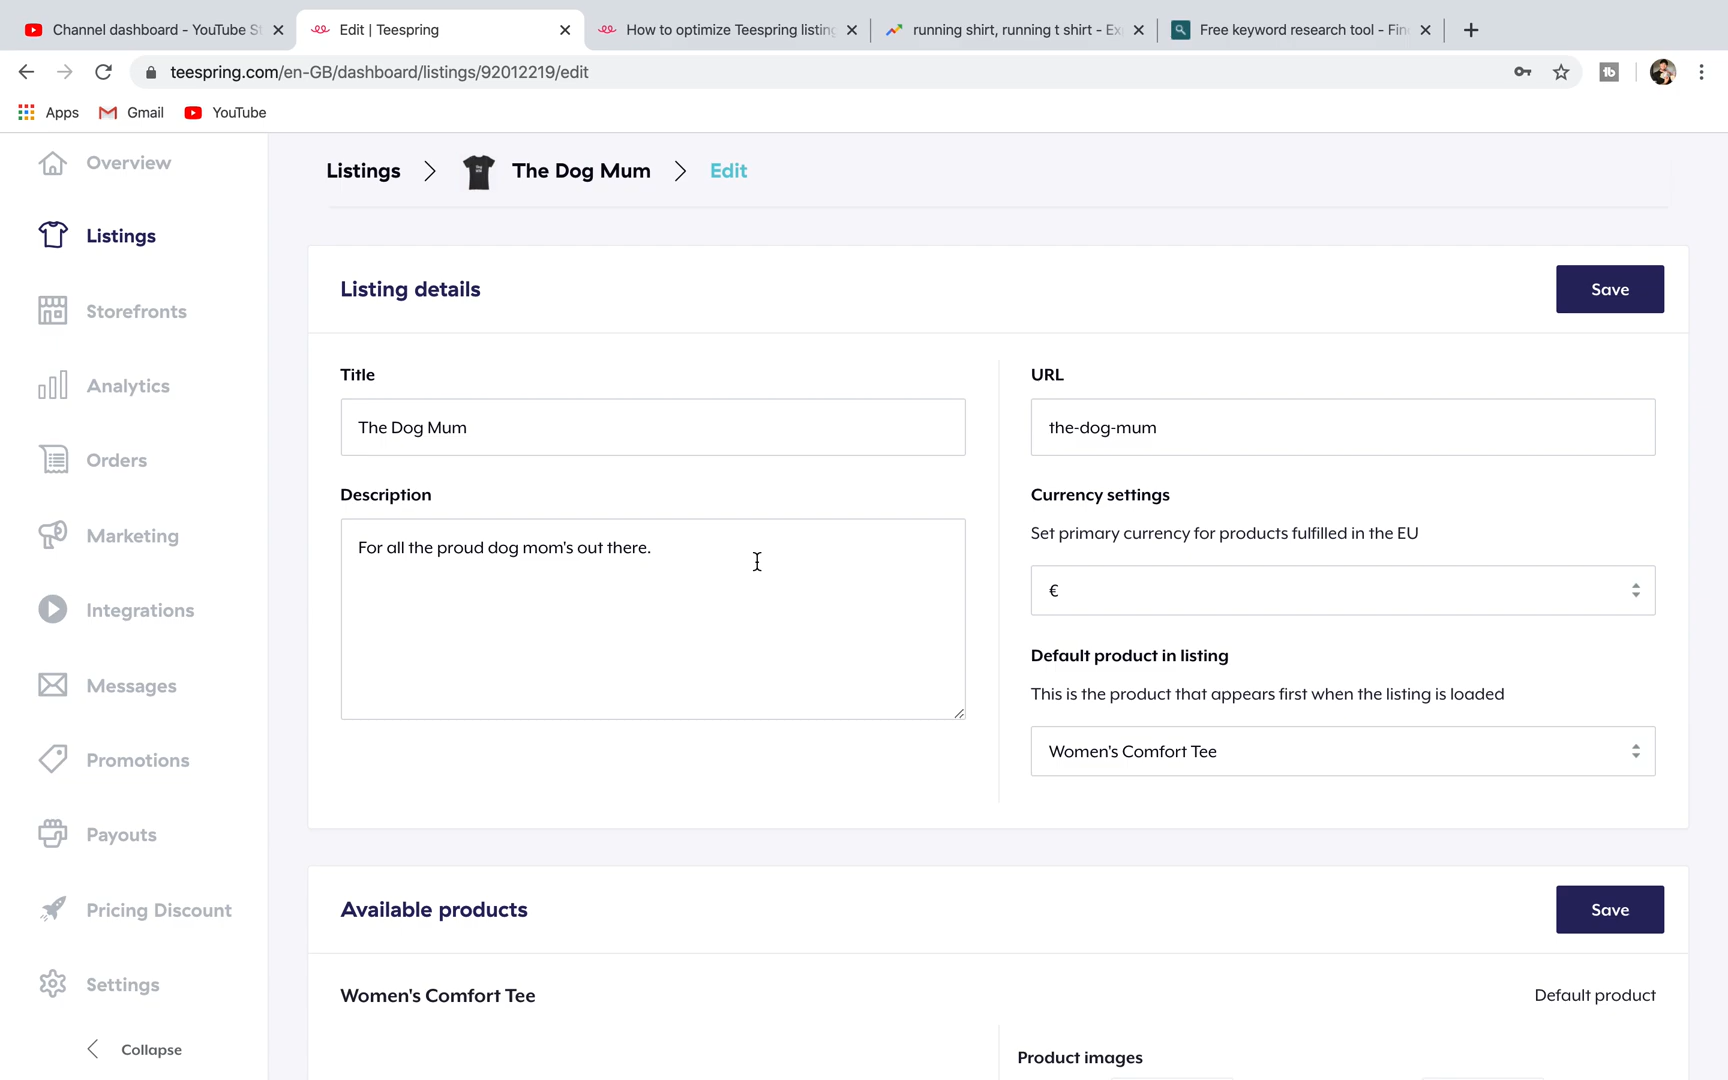 Channel dashboard - YouTube St
Edit | Teespring
How to optimize Teespring listing
running shirt, running t shirt - Ex
Free keyword research tool - Fin
teespring.com/en-GB/dashboard/listings/92012219/edit
Apps
Gmail
YouTube
Overview
Listings
Storefronts
Analytics
Orders
Marketing
Integrations
Messages
Promotions
Payouts
Pricing Discount
Settings
Collapse
Listings > The Dog Mum > Edit
Listing details
Save
Title
The Dog Mum
Description
For all the proud dog mom's out there.
URL
the-dog-mum
Currency settings
Set primary currency for products fulfilled in the EU
€
Default product in listing
This is the product that appears first when the listing is loaded
Women's Comfort Tee
Available products
Save
Women's Comfort Tee
Default product
Product images